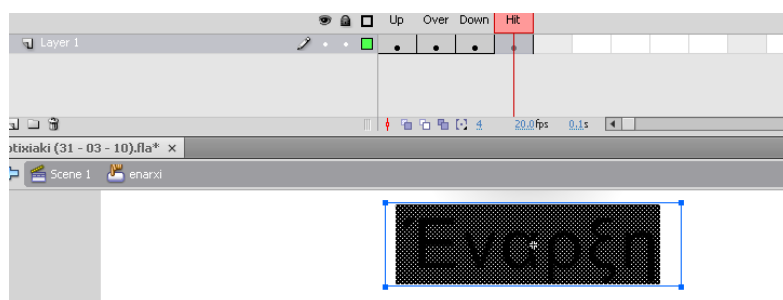 Up Over Down Hit
Layer 1
4 20.0fps 0.1s
ptixiaki (31 - 03 - 10).fla* ×
Scene 1 enarxi
Έναρξη